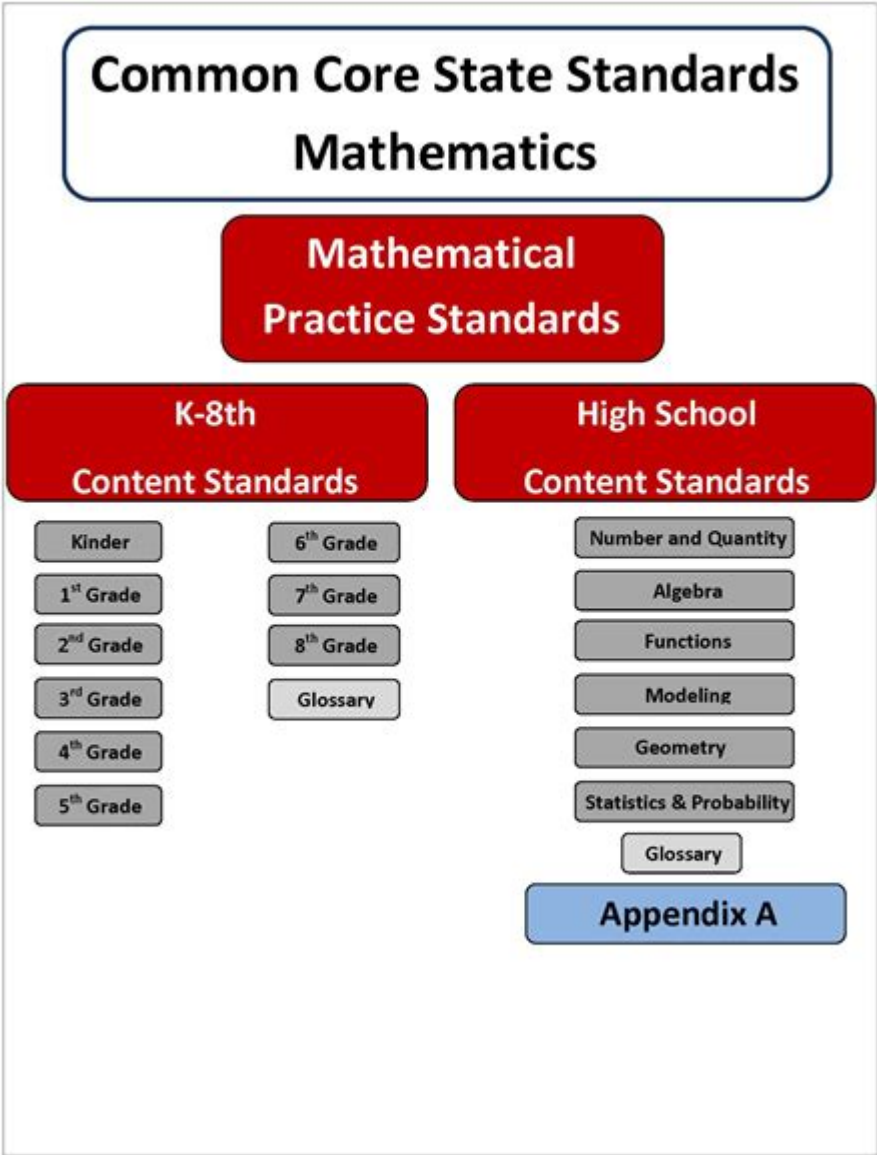 Common Core State Standards
Mathematics
Mathematical
Practice Standards
K-8th
Content Standards
Kinder
1st Grade
2nd Grade
3rd Grade
4th Grade
5th Grade
6th Grade
7th Grade
8th Grade
Glossary
High School
Content Standards
Number and Quantity
Algebra
Functions
Modeling
Geometry
Statistics & Probability
Glossary
Appendix A